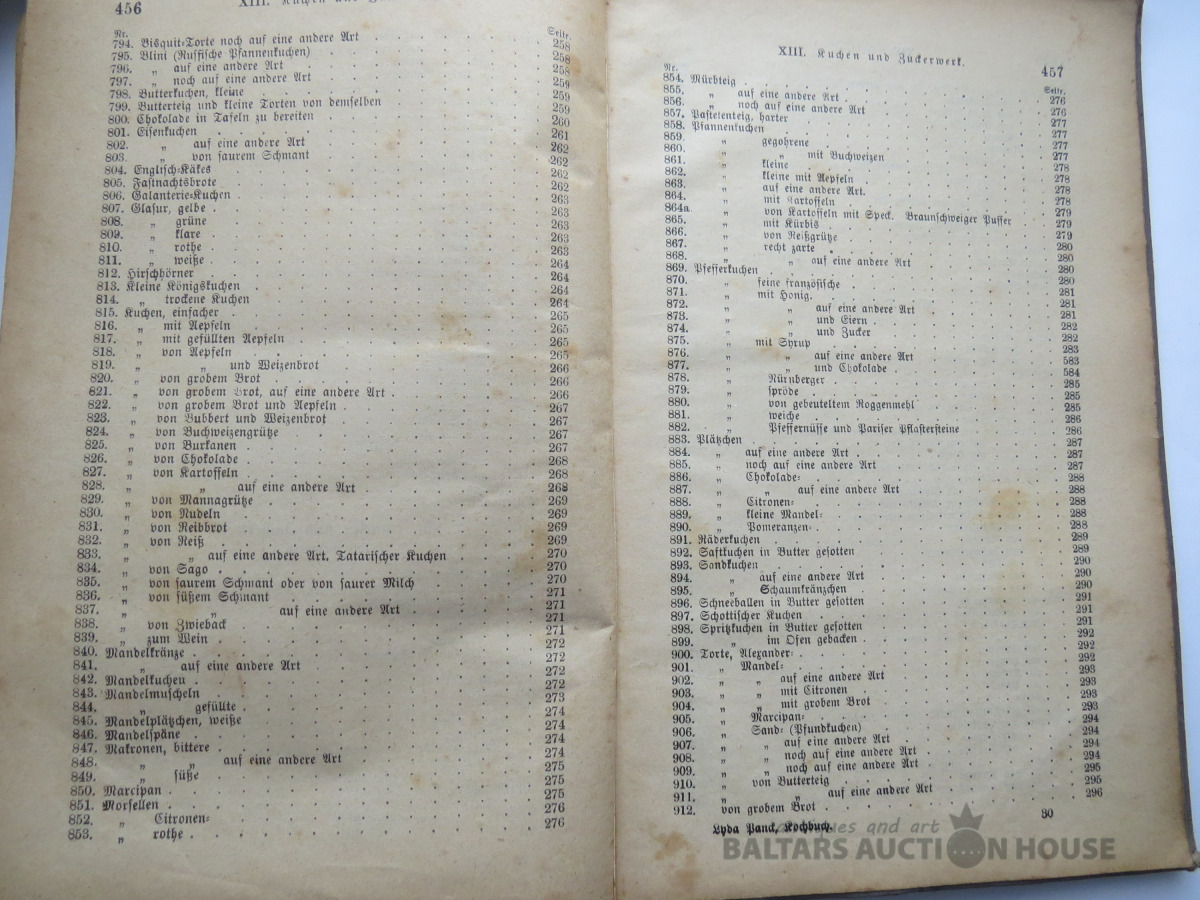 456
XIII. Kuchen und
Nr. Seite.
794. Bisquit-Torte noch auf eine andere Art 258
795. Blini (Russische Pfannenkuchen) 258
796. „ auf eine andere Art 258
797. „ noch auf eine andere Art 259
798. Butterkuchen, kleine 259
799. Butterteig und kleine Torten von demselben 259
800. Chokolade in Tafeln zu bereiten 260
801. Eisenkuchen 261
802. „ auf eine andere Art 262
803. „ von saurem Schmant 262
804. Englisch-Käkes 262
805. Fastnachtsbrote 262
806. Galanterie-Kuchen 263
807. Glasur, gelbe 263
808. „ grüne 263
809. „ klare 263
810. „ rothe 263
811. „ weiße 264
812. Hirschhörner 264
813. Kleine Königskuchen 264
814. „ trockene Kuchen 264
815. Kuchen, einfacher 265
816. „ mit Aepfeln 265
817. „ mit gefüllten Aepfeln 265
818. „ von Aepfeln 265
819. „ „ und Weizenbrot 266
820. „ von grobem Brot 266
821. „ von grobem Brot, auf eine andere Art 266
822. „ von grobem Brot und Aepfeln 267
823. „ von Bubbert und Weizenbrot 267
824. „ von Buchweizengrütze 267
825. „ von Burkanen 267
826. „ von Chokolade 268
827. „ von Kartoffeln 268
828. „ „ auf eine andere Art 268
829. „ von Mannagrütze 269
830. „ von Nudeln 269
831. „ von Reibbrot 269
832. „ von Reiß 269
833. „ „ auf eine andere Art. Tatarischer Kuchen 270
834. „ von Sago 270
835. „ von saurem Schmant oder von saurer Milch 270
836. „ von süßem Schmant 271
837. „ „ auf eine andere Art 271
838. „ von Zwieback 271
839. „ zum Wein 271
840. Mandelkränze 272
841. „ auf eine andere Art 272
842. Mandelkuchen 272
843. Mandelmuscheln 272
844. „ gefüllte 273
845. Mandelplätzchen, weiße 274
846. Mandelspäne 274
847. Makronen, bittere 274
848. „ „ auf eine andere Art 274
849. „ süße 275
850. Marcipan 275
851. Morsellen 275
852. „ Citronen- 276
853. „ rothe 276
XIII. Kuchen und Zuckerwerk. 457
Nr. Seite.
854. Mürbteig 276
855. „ auf eine andere Art 276
856. „ noch auf eine andere Art 277
857. Pastetenteig, harter 277
858. Pfannenkuchen 277
859. „ gegohrene 277
860. „ „ mit Buchweizen 278
861. „ kleine 278
862. „ kleine mit Aepfeln 278
863. „ auf eine andere Art. 278
864. „ mit Kartoffeln 279
864a. „ von Kartoffeln mit Speck. Braunschweiger Puffer 279
865. „ mit Kürbis 279
866. „ von Reißgrütze 280
867. „ recht zarte 280
868. „ „ auf eine andere Art 280
869. Pfefferkuchen 280
870. „ feine französische 281
871. „ mit Honig. 281
872. „ „ auf eine andere Art 281
873. „ „ und Eiern 282
874. „ „ und Zucker 282
875. „ mit Syrup 283
876. „ „ auf eine andere Art 583
877. „ „ und Chokolade 584
878. „ Nürnberger 285
879. „ spröde 285
880. „ von gebeuteltem Roggenmehl 285
881. „ weiche 286
882. „ Pfeffernüsse und Pariser Pflastersteine 286
883. Plätzchen 287
884. „ auf eine andere Art 287
885. „ noch auf eine andere Art 287
886. „ Chokolade- 288
887. „ „ auf eine andere Art 288
888. „ Citronen- 288
889. „ kleine Mandel- 288
890. „ Pomeranzen- 288
891. Räderkuchen 289
892. Saftkuchen in Butter gesotten 289
893. Sandkuchen 290
894. „ auf eine andere Art 290
895. „ Schaumkränzchen 290
896. Schneeballen in Butter gesotten 291
897. Schottischer Kuchen 291
898. Spritzkuchen in Butter gesotten 291
899. „ im Ofen gebacken 292
900. Torte, Alexander- 292
901. „ Mandel- 292
902. „ „ auf eine andere Art 293
903. „ „ mit Citronen 293
904. „ „ mit grobem Brot 293
905. „ Marcipan- 293
906. „ Sand- (Pfundkuchen) 294
907. „ „ auf eine andere Art 294
908. „ „ noch auf eine andere Art 294
909. „ „ noch auf eine andere Art 294
910. „ von Butterteig 295
911. „ „ auf eine andere Art 295
912. von grobem Brot 296
Lyda Panck, Kochbuch. 30
antiques and art
BALTARS AUCTION HOUSE